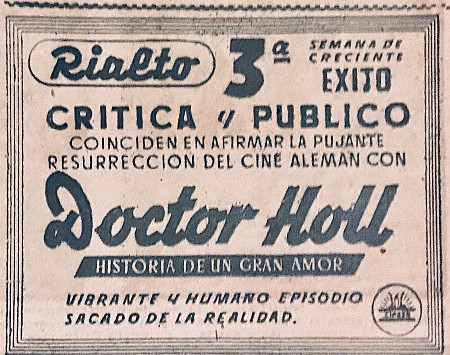 Rialto
3ª
SEMANA DE
CRECIENTE
EXITO
CRITICA Y PUBLICO
COINCIDEN EN AFIRMAR LA PUJANTE
RESURRECCION DEL CINE ALEMAN CON
Doctor Holl
HISTORIA DE UN GRAN AMOR
VIBRANTE Y HUMANO EPISODIO
SACADO DE LA REALIDAD.